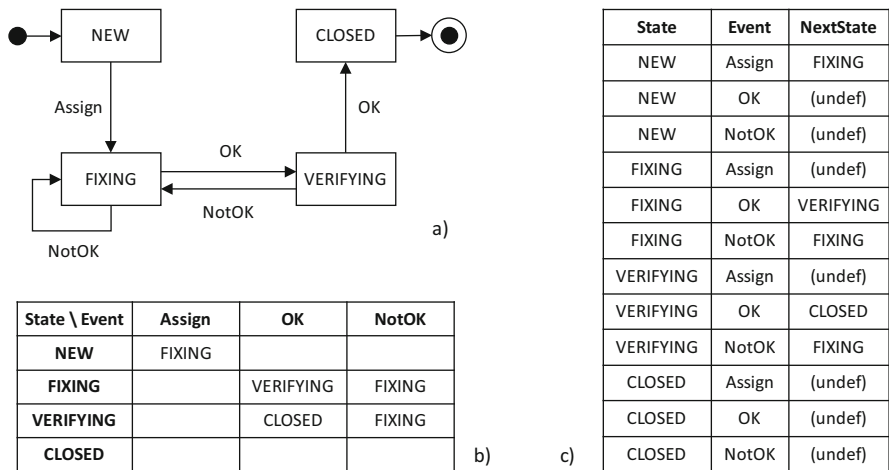 NEW
CLOSED
Assign
OK
OK
FIXING
VERIFYING
NotOK
NotOK
a)
State \ Event Assign OK NotOK
NEW FIXING
FIXING VERIFYING FIXING
VERIFYING CLOSED FIXING
CLOSED
b)
State Event NextState
NEW Assign FIXING
NEW OK (undef)
NEW NotOK (undef)
FIXING Assign (undef)
FIXING OK VERIFYING
FIXING NotOK FIXING
VERIFYING Assign (undef)
VERIFYING OK CLOSED
VERIFYING NotOK FIXING
CLOSED Assign (undef)
CLOSED OK (undef)
CLOSED NotOK (undef)
c)